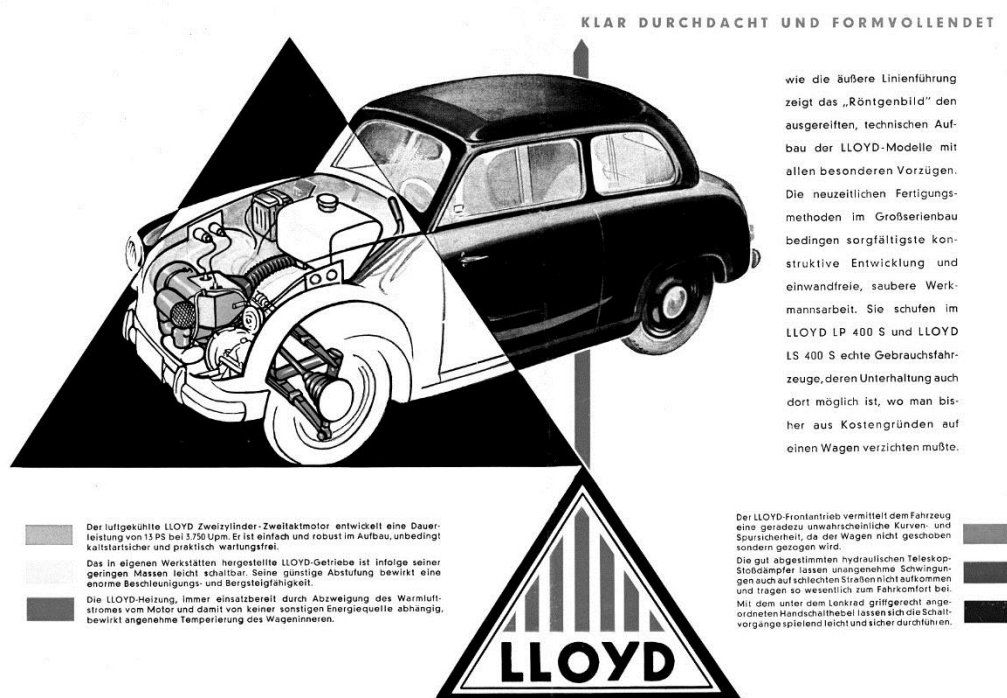 KLAR DURCHDACHT UND FORMVOLLENDET
wie die äußere Linienführung
zeigt das „Röntgenbild" den
ausgereiften, technischen Auf-
bau der LLOYD-Modelle mit
allen besonderen Vorzügen.
Die neuzeitlichen Fertigungs-
methoden im Großserienbau
bedingen sorgfältigste kon-
struktive Entwicklung und
einwandfreie, saubere Werk-
mannsarbeit. Sie schufen im
LLOYD LP 400 S und LLOYD
LS 400 S echte Gebrauchsfahr-
zeuge, deren Unterhaltung auch
dort möglich ist, wo man bis-
her aus Kostengründen auf
einen Wagen verzichten mußte.
Der luftgekühlte LLOYD Zweizylinder-Zweitaktmotor entwickelt eine Dauer-
leistung von 13 PS bei 3.750 Upm. Er ist einfach und robust im Aufbau, unbedingt
kaltstartsicher und praktisch wartungsfrei.
Das in eigenen Werkstätten hergestellte LLOYD-Getriebe ist infolge seiner
geringen Massen leicht schaltbar. Seine günstige Abstufung bewirkt eine
enorme Beschleunigungs- und Bergsteigfähigkeit.
Die LLOYD-Heizung, immer einsatzbereit durch Abzweigung des Warmluft-
stromes vom Motor und damit von keiner sonstigen Energiequelle abhängig,
bewirkt angenehme Temperierung des Wageninneren.
Der LLOYD-Frontantrieb vermittelt dem Fahrzeug
eine geradezu unwahrscheinliche Kurven- und
Spursicherheit, da der Wagen nicht geschoben
sondern gezogen wird.
Die gut abgestimmten hydraulischen Teleskop-
Stoßdämpfer lassen unangenehme Schwingun-
gen auch auf schlechten Straßen nicht aufkommen
und tragen so wesentlich zum Fahrkomfort bei.
Mit dem unter dem Lenkrad griffgerecht ange-
ordneten Handschalthebel lassen sich die Schalt-
vorgänge spielend leicht und sicher durchführen.
LLOYD